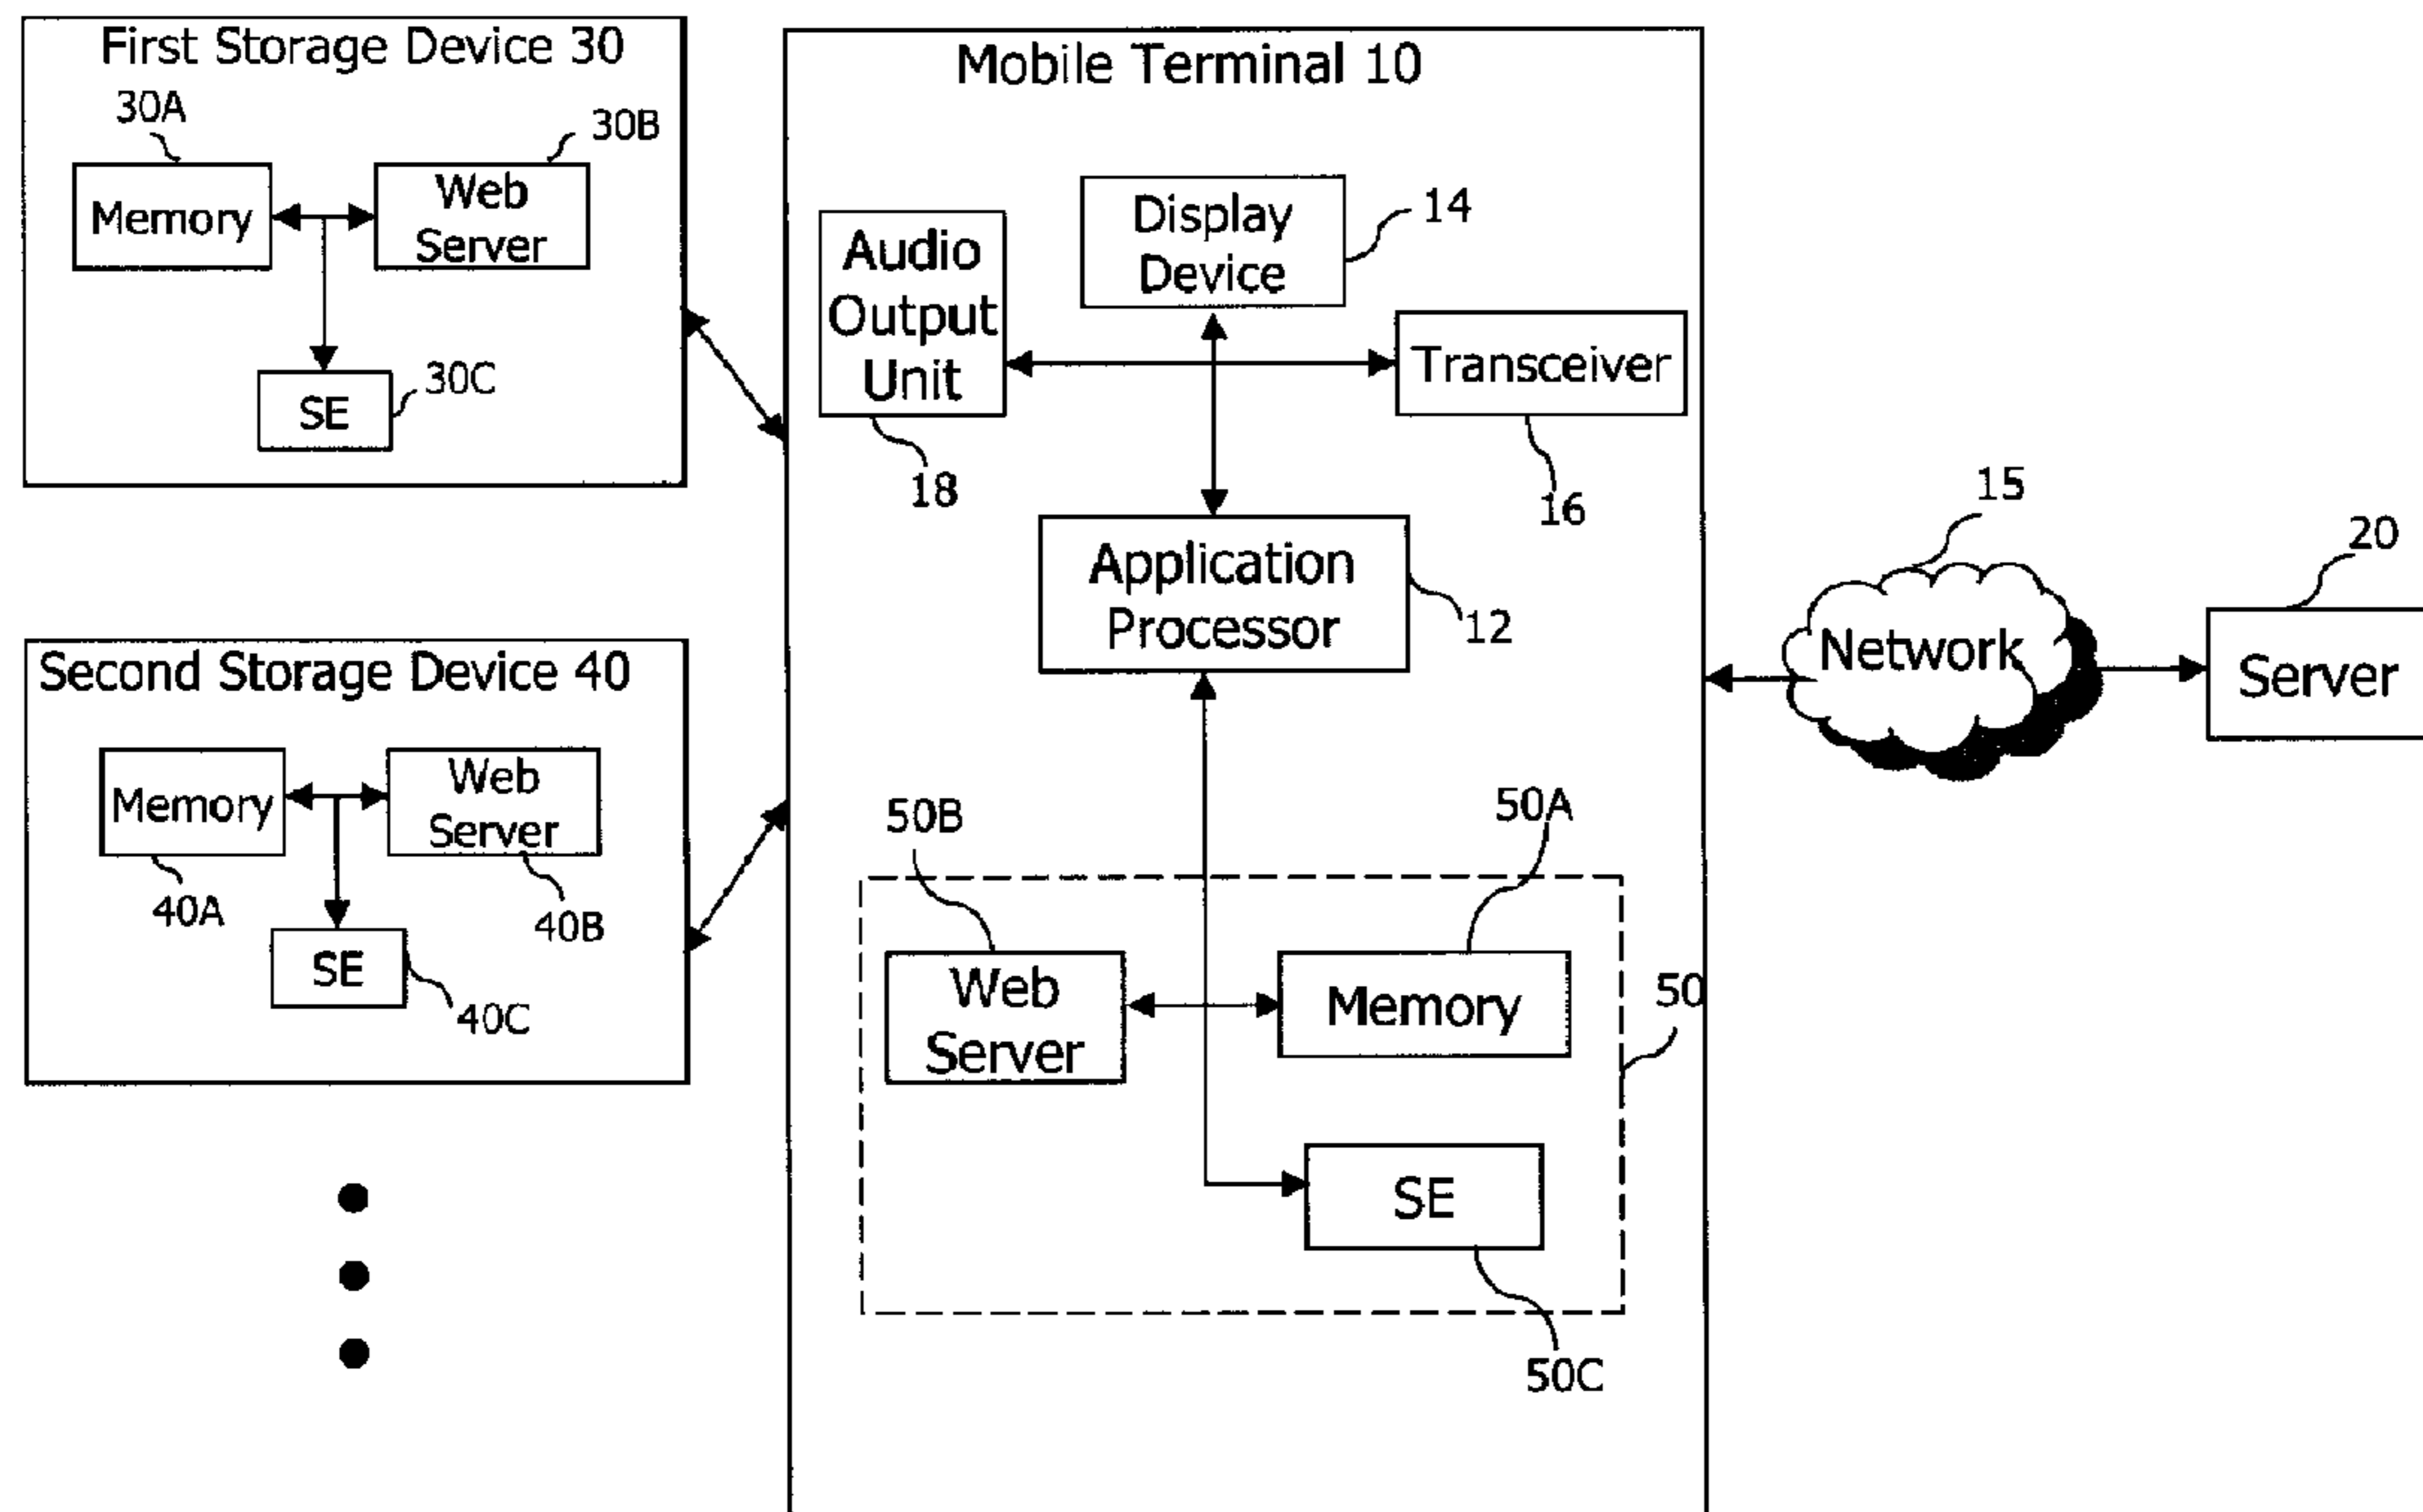 First Storage Device 30
30A
30B
Memory
Web
Server
30C
SE
Second Storage Device 40
Memory
Web
Server
40A
40B
SE
40C
Mobile Terminal 10
Display
Device
14
Audio
Output
Unit
Transceiver
18
16
Application
Processor
12
50B
50A
Web
Server
Memory
50
SE
50C
15
Network
20
Server